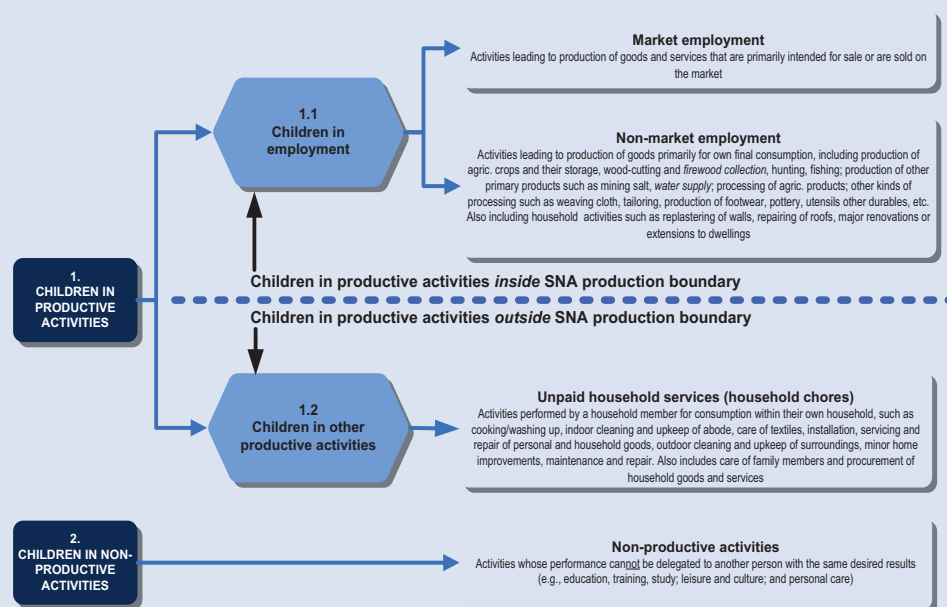 Market employment
Activities leading to production of goods and services that are primarily intended for sale or are sold on
the market
1.1
Children in
employment
Non-market employment
Activities leading to production of goods primarily for own final consumption, including production of
agric. crops and their storage, wood-cutting and firewood collection, hunting, fishing; production of other
primary products such as mining salt, water supply; processing of agric. products; other kinds of
processing such as weaving cloth, tailoring, production of footwear, pottery, utensils other durables, etc.
Also including household activities such as replastering of walls, repairing of roofs, major renovations or
extensions to dwellings
1.
CHILDREN IN
PRODUCTIVE
ACTIVITIES
Children in productive activities inside SNA production boundary
Children in productive activities outside SNA production boundary
1.2
Children in other
productive activities
Unpaid household services (household chores)
Activities performed by a household member for consumption within their own household, such as
cooking/washing up, indoor cleaning and upkeep of abode, care of textiles, installation, servicing and
repair of personal and household goods, outdoor cleaning and upkeep of surroundings, minor home
improvements, maintenance and repair. Also includes care of family members and procurement of
household goods and services
2.
CHILDREN IN NON-
PRODUCTIVE
ACTIVITIES
Non-productive activities
Activities whose performance cannot be delegated to another person with the same desired results
(e.g., education, training, study; leisure and culture; and personal care)